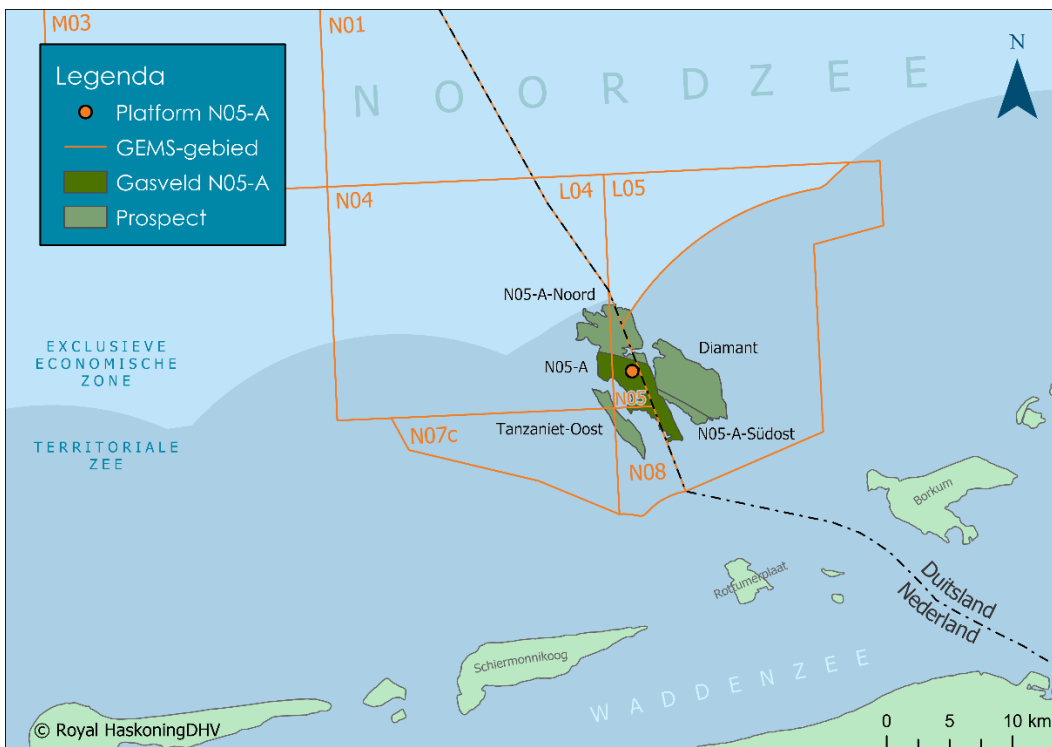 M03
N01
NOORDZEE
N
Legenda
Platform N05-A
GEMS-gebied
Gasveld N05-A
Prospect
N04
L04
L05
N05-A-Noord
Diamant
N05-A
N05
EXCLUSIEVE
ECONOMISCHE
ZONE
TERRITORIALE
ZEE
N07c
Tanzaniet-Oost
N05-A-Südost
N08
Borkum
Rottumerplaat
Duitsland
Nederland
Schiermonnikoog
WADDENZEE
© Royal HaskoningDHV
0 5 10 km